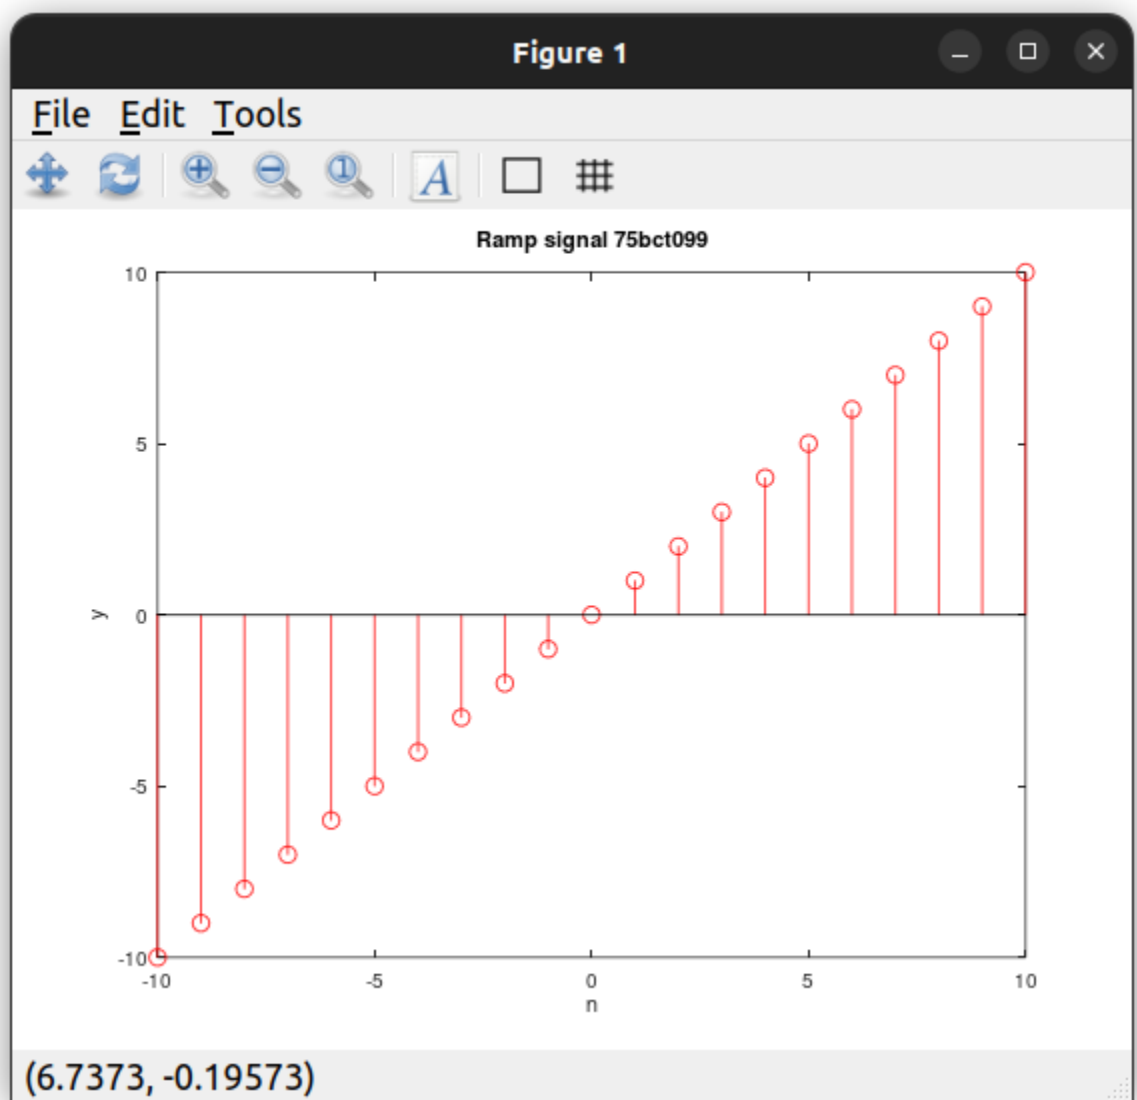 Figure 1
File Edit Tools
1 A
Ramp signal 75bct099
10
5
0
-5
-10
y
-10 -5 0 5 10
n
(6.7373, -0.19573)